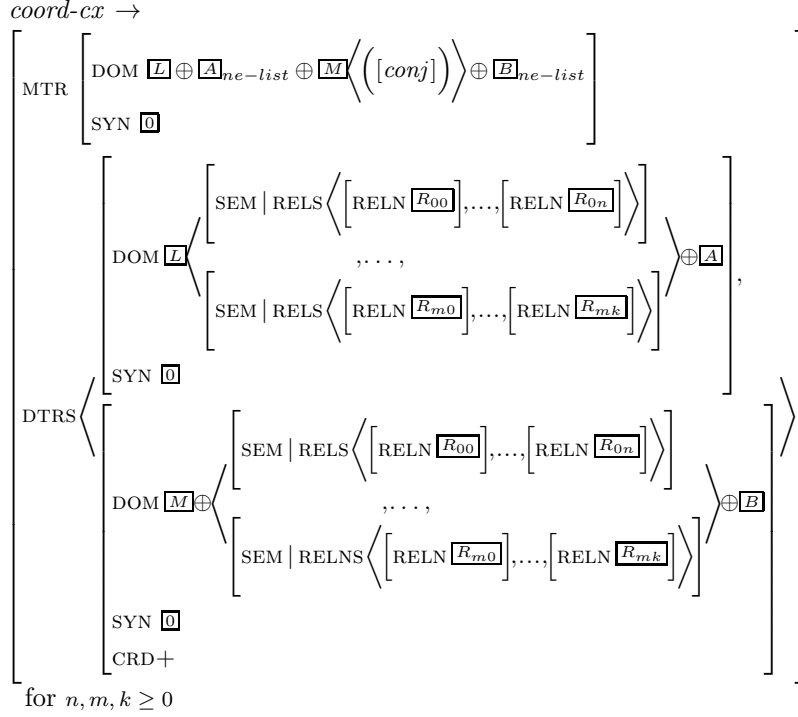 coord-cx →
MTR [DOM [L] ⊕ [A]ne−list ⊕ [M]⟨([conj])⟩ ⊕ [B]ne−list
SYN [0]]
DTRS ⟨
[DOM [L]⟨[SEM | RELS⟨[RELN [R00]],...,[RELN [R0n]]⟩]
,...,
[SEM | RELS⟨[RELN [Rm0]],...,[RELN [Rmk]]⟩]⟩⊕[A]
SYN [0]],
[DOM [M]⊕⟨[SEM | RELS⟨[RELN [R00]],...,[RELN [R0n]]⟩]
,...,
[SEM | RELNS⟨[RELN [Rm0]],...,[RELN [Rmk]]⟩]⟩⊕[B]
SYN [0]
CRD+]⟩
for n,m,k ≥ 0